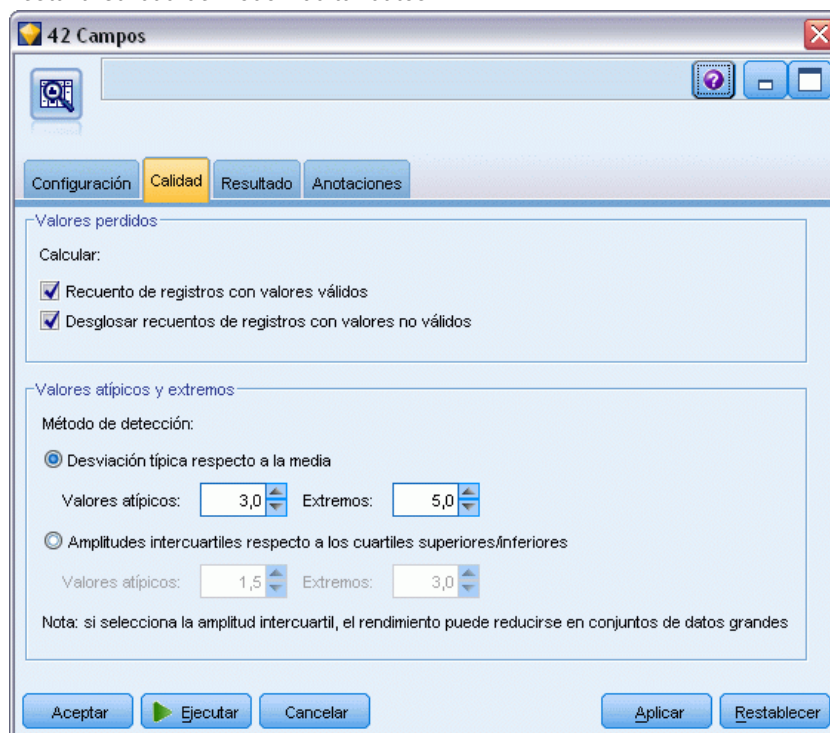 42 Campos
Configuración Calidad Resultado Anotaciones
Valores perdidos
Calcular:
Recuento de registros con valores válidos
Desglosar recuentos de registros con valores no válidos
Valores atípicos y extremos
Método de detección:
Desviación típica respecto a la media
Valores atípicos: 3,0 Extremos: 5,0
Amplitudes intercuartiles respecto a los cuartiles superiores/inferiores
Valores atípicos: 1,5 Extremos: 3,0
Nota: si selecciona la amplitud intercuartil, el rendimiento puede reducirse en conjuntos de datos grandes
Aceptar Ejecutar Cancelar Aplicar Restablecer